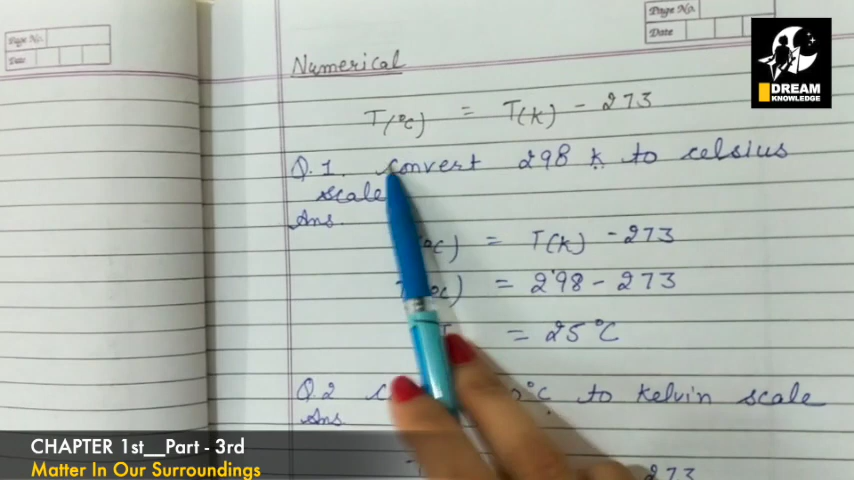 Page No.
Date
Page No.
Date
DREAM
KNOWLEDGE
Numerical
T(°C) = T(K) - 273
Q.1. Convert 298 K to celsius
scale
Ans.
°C) = T(K) - 273
= 298 - 273
= 25°C
Q.2 °C to Kelvin scale
Ans
273
CHAPTER 1st__Part - 3rd
Matter In Our Surroundings